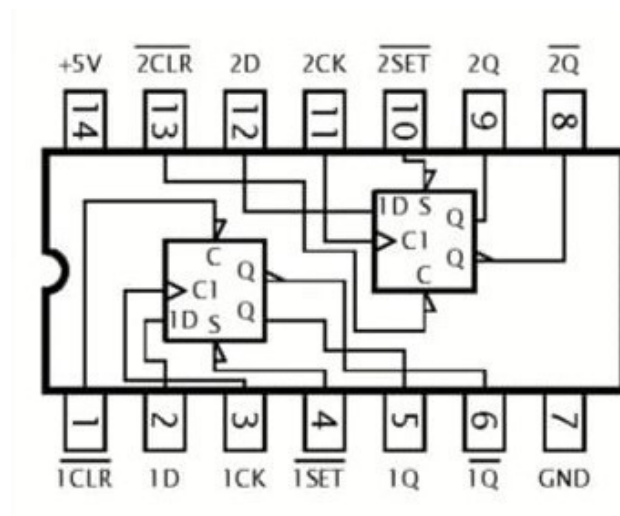 +5V 2CLR 2D 2CK 2SET 2Q 2Q
14 13 12 11 10 9 8
1D S Q
C1
Q
C
C
Q
C1
1D S Q
1 2 3 4 5 6 7
1CLR 1D 1CK 1SET 1Q 1Q GND